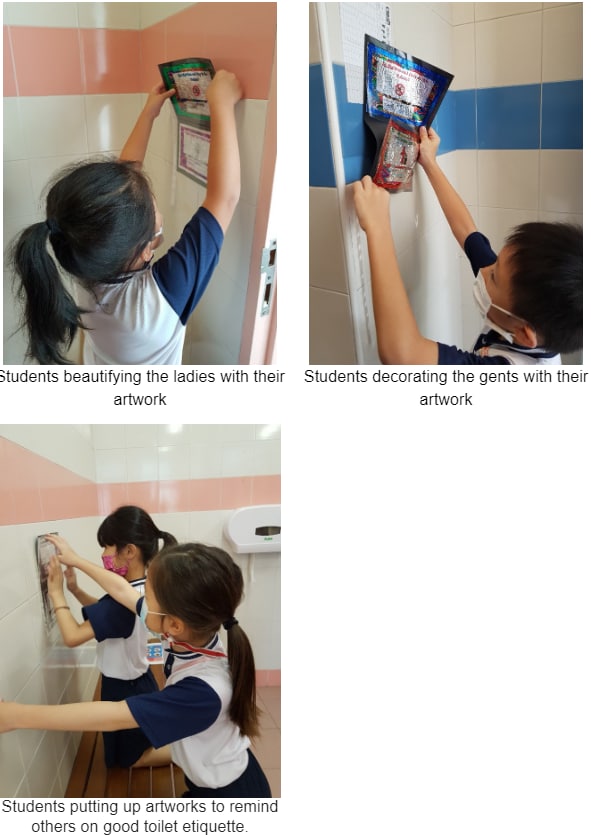 Students beautifying the ladies with their
artwork
Students decorating the gents with their
artwork
Students putting up artworks to remind
others on good toilet etiquette.